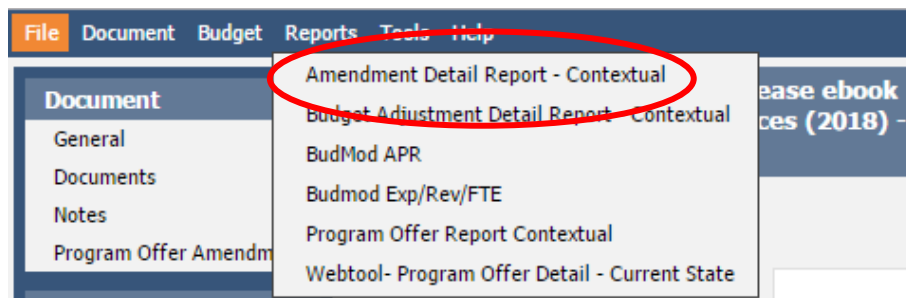 File Document Budget Reports Tools Help
Amendment Detail Report - Contextual
Budget Adjustment Detail Report - Contextual
BudMod APR
Budmod Exp/Rev/FTE
Program Offer Report Contextual
Webtool- Program Offer Detail - Current State
Document
General
Documents
Notes
Program Offer Amendm
ease ebook
ces (2018) -